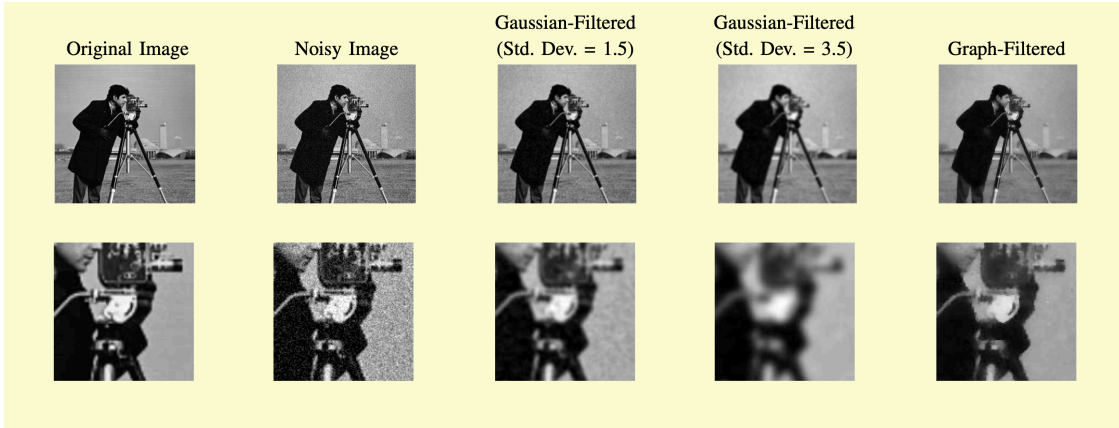 Original Image
Noisy Image
Gaussian-Filtered
(Std. Dev. = 1.5)
Gaussian-Filtered
(Std. Dev. = 3.5)
Graph-Filtered